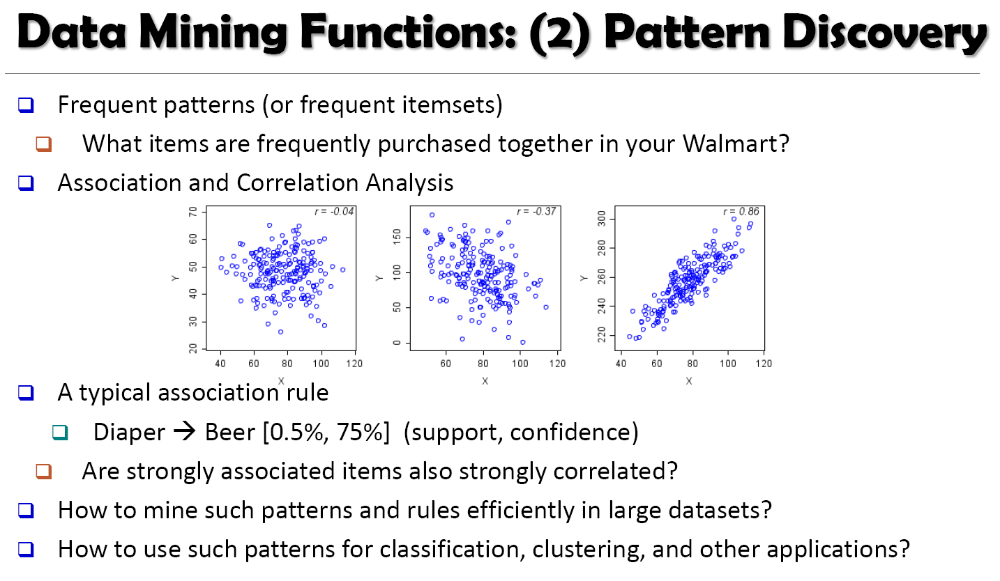 Data Mining Functions: (2) Pattern Discovery
Frequent patterns (or frequent itemsets)
What items are frequently purchased together in your Walmart?
Association and Correlation Analysis
r = -0.04
70
60
50
40
30
20
Y
40 60 80 100 120
X
r = -0.37
150
100
50
0
Y
60 80 100 120
X
r = 0.86
300
280
260
240
220
Y
40 60 80 100 120
X
A typical association rule
Diaper → Beer [0.5%, 75%] (support, confidence)
Are strongly associated items also strongly correlated?
How to mine such patterns and rules efficiently in large datasets?
How to use such patterns for classification, clustering, and other applications?